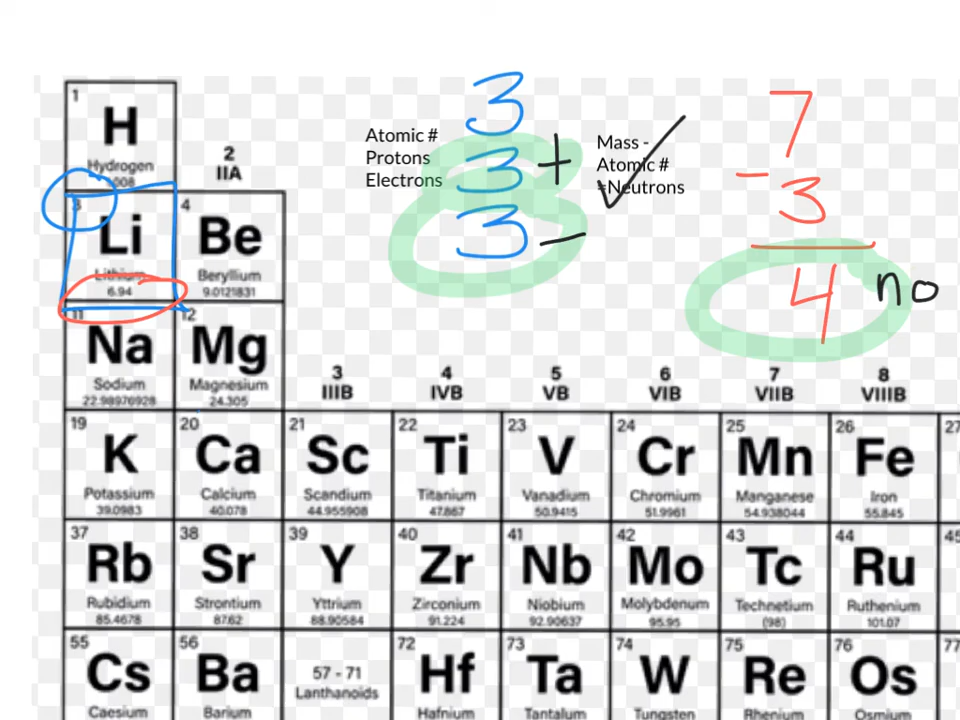 1
H
Hydrogen
1.008
2
IIA
Atomic #
Protons
Electrons
3
3 +
3 -
Mass -
Atomic #
=Neutrons
7
- 3
4 no
3
Li
Lithium
6.94
4
Be
Beryllium
9.0121831
11
Na
Sodium
22.98976928
12
Mg
Magnesium
24.305
3
IIIB
4
IVB
5
VB
6
VIB
7
VIIB
8
VIIIB
19
K
Potassium
39.0983
20
Ca
Calcium
40.078
21
Sc
Scandium
44.955908
22
Ti
Titanium
47.867
23
V
Vanadium
50.9415
24
Cr
Chromium
51.9961
25
Mn
Manganese
54.938044
26
Fe
Iron
55.845
27
37
Rb
Rubidium
85.4678
38
Sr
Strontium
87.62
39
Y
Yttrium
88.90584
40
Zr
Zirconium
91.224
41
Nb
Niobium
92.90637
42
Mo
Molybdenum
95.95
43
Tc
Technetium
(98)
44
Ru
Ruthenium
101.07
45
55
Cs
Caesium
56
Ba
Barium
57 - 71
Lanthanoids
72
Hf
Hafnium
73
Ta
Tantalum
74
W
Tungsten
75
Re
Rhenium
76
Os
Osmium
77